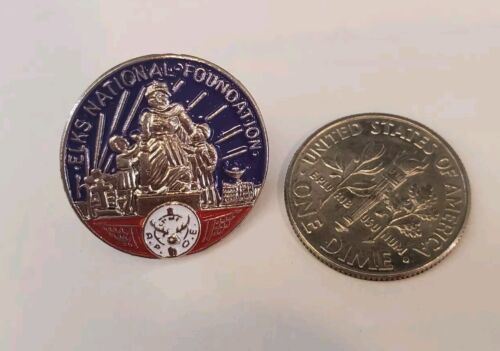 ·ELKS NATIONAL FOUNDATION·
B.P.O.E.
UNITED STATES OF AMERICA
E PLURIBUS UNUM
ONE DIME